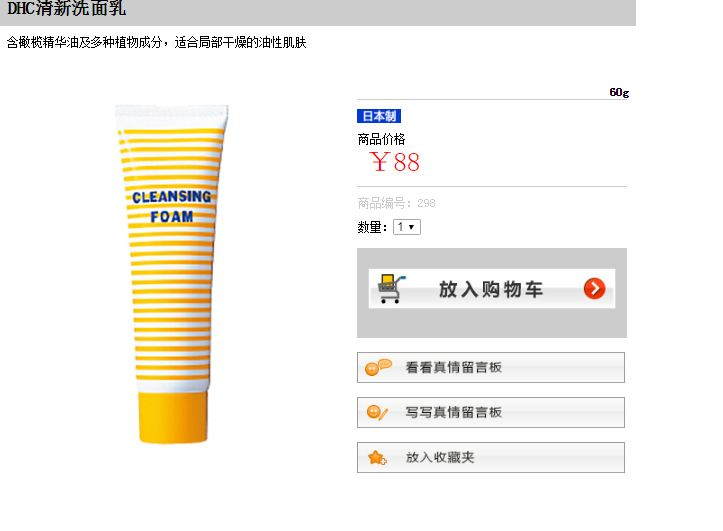 DHC清新洗面乳
含橄榄精华油及多种植物成分，适合局部干燥的油性肌肤
60g
日本制
商品价格
￥88
商品编号：298
数量：1
CLEANSING
FOAM
放入购物车
看看真情留言板
写写真情留言板
放入收藏夹